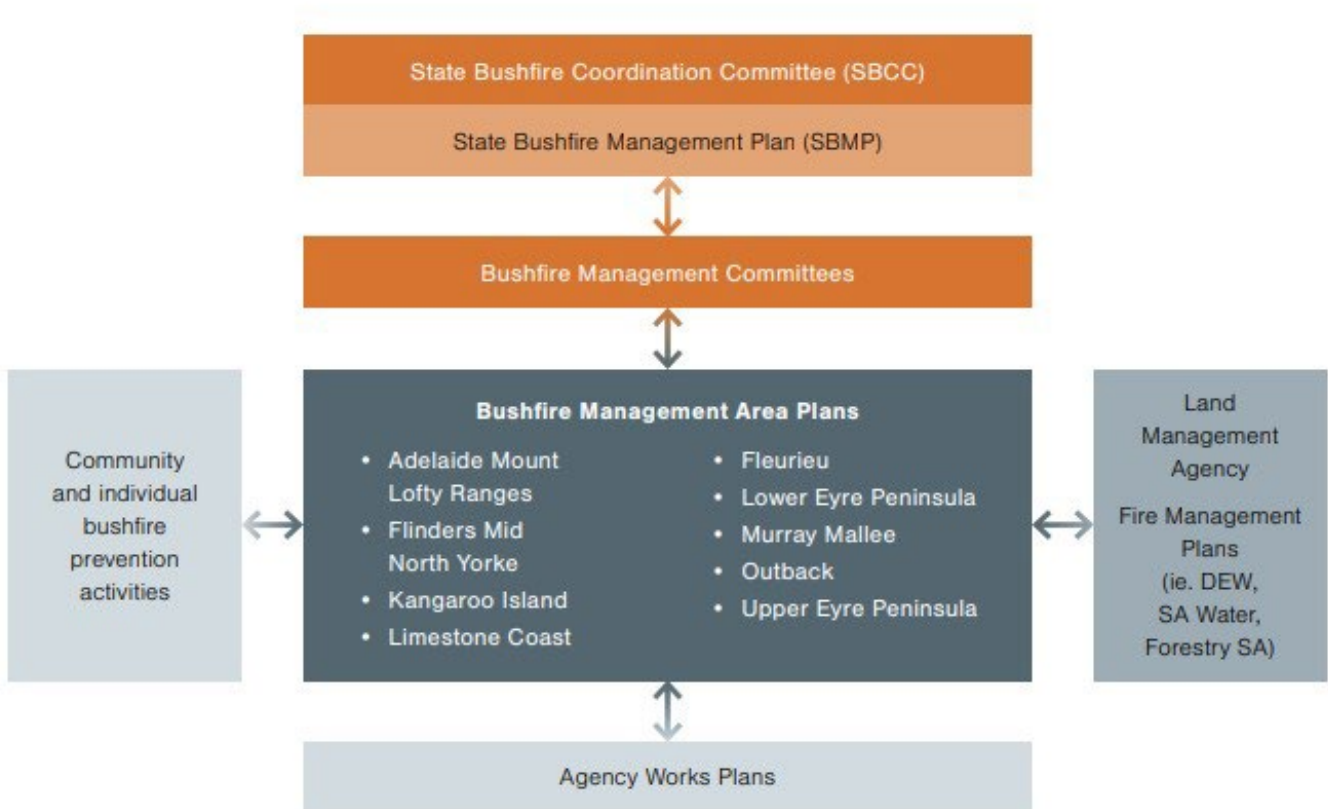 State Bushfire Coordination Committee (SBCC)
State Bushfire Management Plan (SBMP)
Bushfire Management Committees
Community
and individual
bushfire
prevention
activities
Bushfire Management Area Plans
• Adelaide Mount
Lofty Ranges
• Flinders Mid
North Yorke
• Kangaroo Island
• Limestone Coast
• Fleurieu
• Lower Eyre Peninsula
• Murray Mallee
• Outback
• Upper Eyre Peninsula
Land
Management
Agency
Fire Management
Plans
(ie. DEW,
SA Water,
Forestry SA)
Agency Works Plans